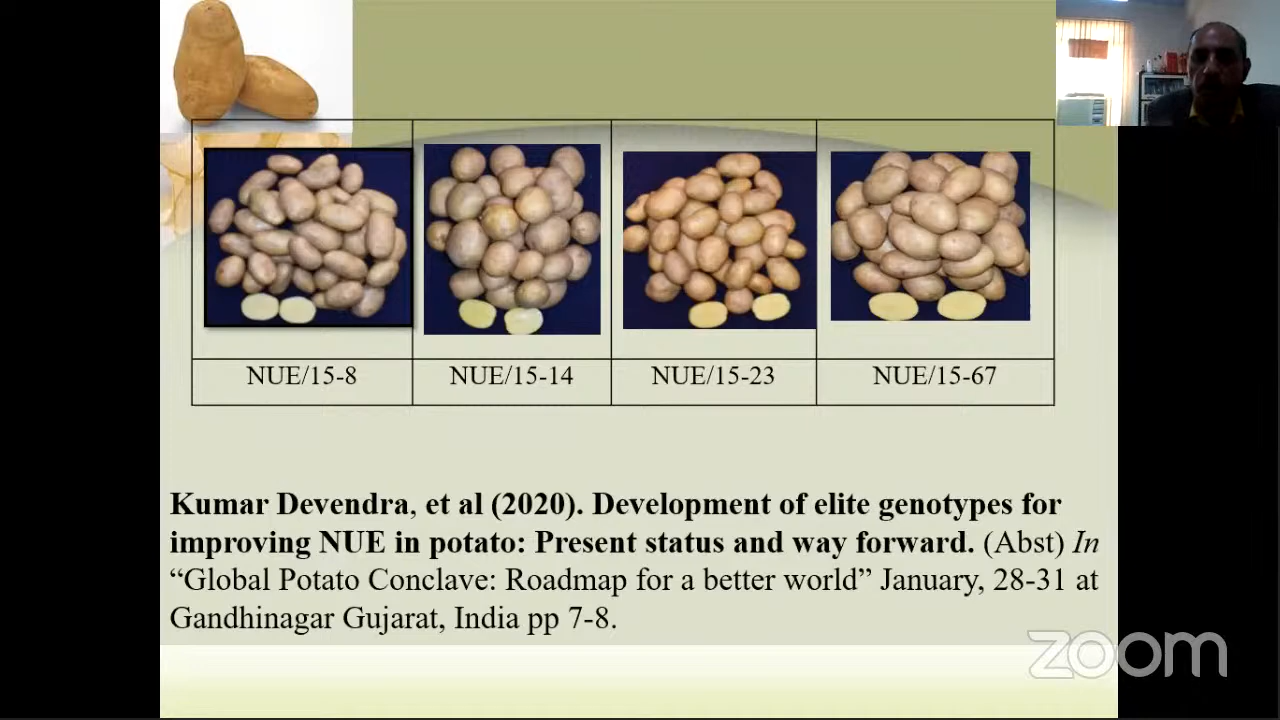 NUE/15-8 NUE/15-14 NUE/15-23 NUE/15-67
Kumar Devendra, et al (2020). Development of elite genotypes for
improving NUE in potato: Present status and way forward. (Abst) In
“Global Potato Conclave: Roadmap for a better world” January, 28-31 at
Gandhinagar Gujarat, India pp 7-8.
zoom